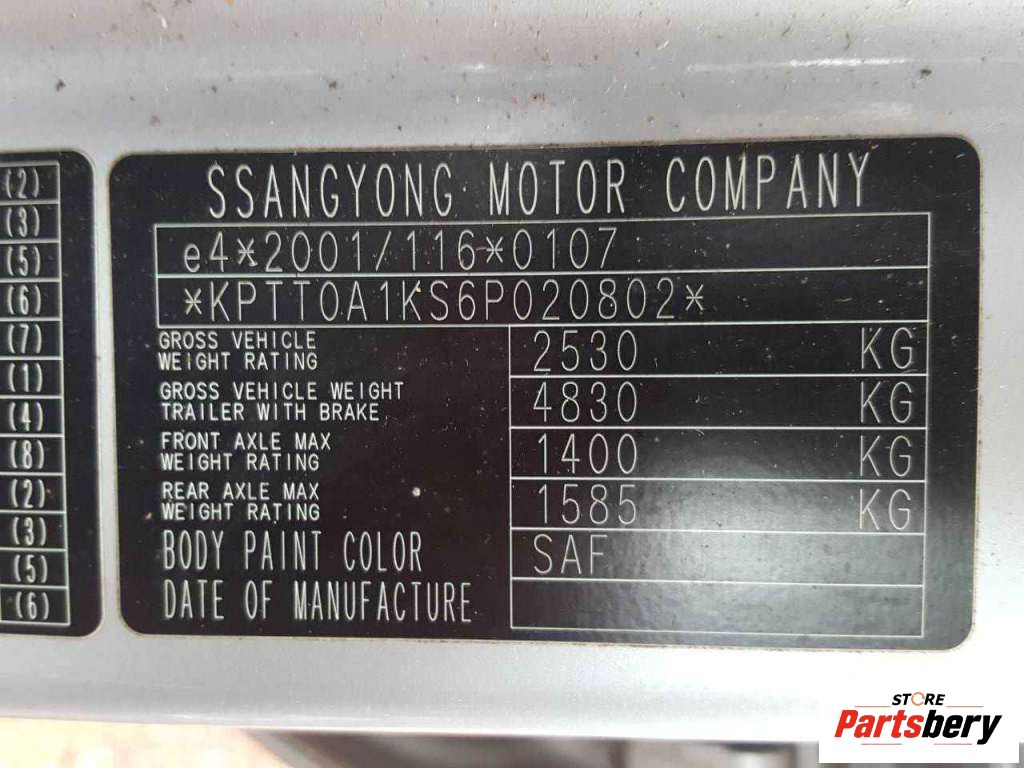 (2)
(3)
(5)
(6)
(7)
(1)
(4)
(8)
(2)
(3)
(5)
(6)
SSANGYONG MOTOR COMPANY
e4*2001/116*0107
*KPTT0A1KS6P020802*
GROSS VEHICLE
WEIGHT RATING
2530 KG
GROSS VEHICLE WEIGHT
TRAILER WITH BRAKE
4830 KG
FRONT AXLE MAX
WEIGHT RATING
1400 KG
REAR AXLE MAX
WEIGHT RATING
1585 KG
BODY PAINT COLOR SAF
DATE OF MANUFACTURE
STORE
Partsbery